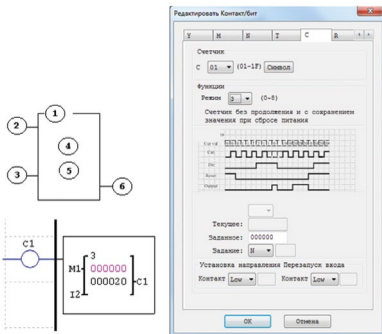 Редактировать Контакт/бит
Y M N T C R
Счетчик
C 01 (01-1F) Символ
Функции
Режим 3 (0-8)
Счетчик без продолжения и с сохранением
значения при сбросе питания
Текущее:
Заданное: 000000
Задание: N
Установка направления Перезапуск входа
Контакт Low Контакт Low
OK Отмена
1
2
4
3
5
6
C1
3
M1 000000
000020 C1
I2